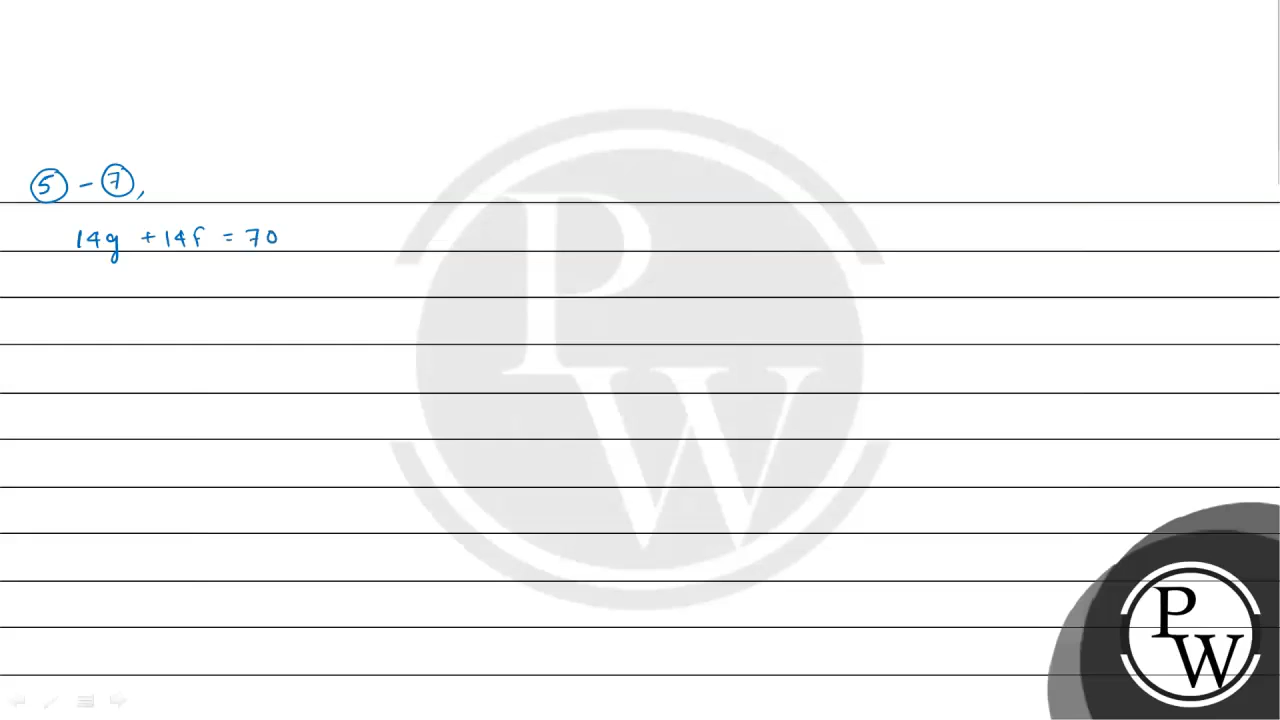 ⑤ - ⑦,
14g + 14f = 70
P
W
P
W